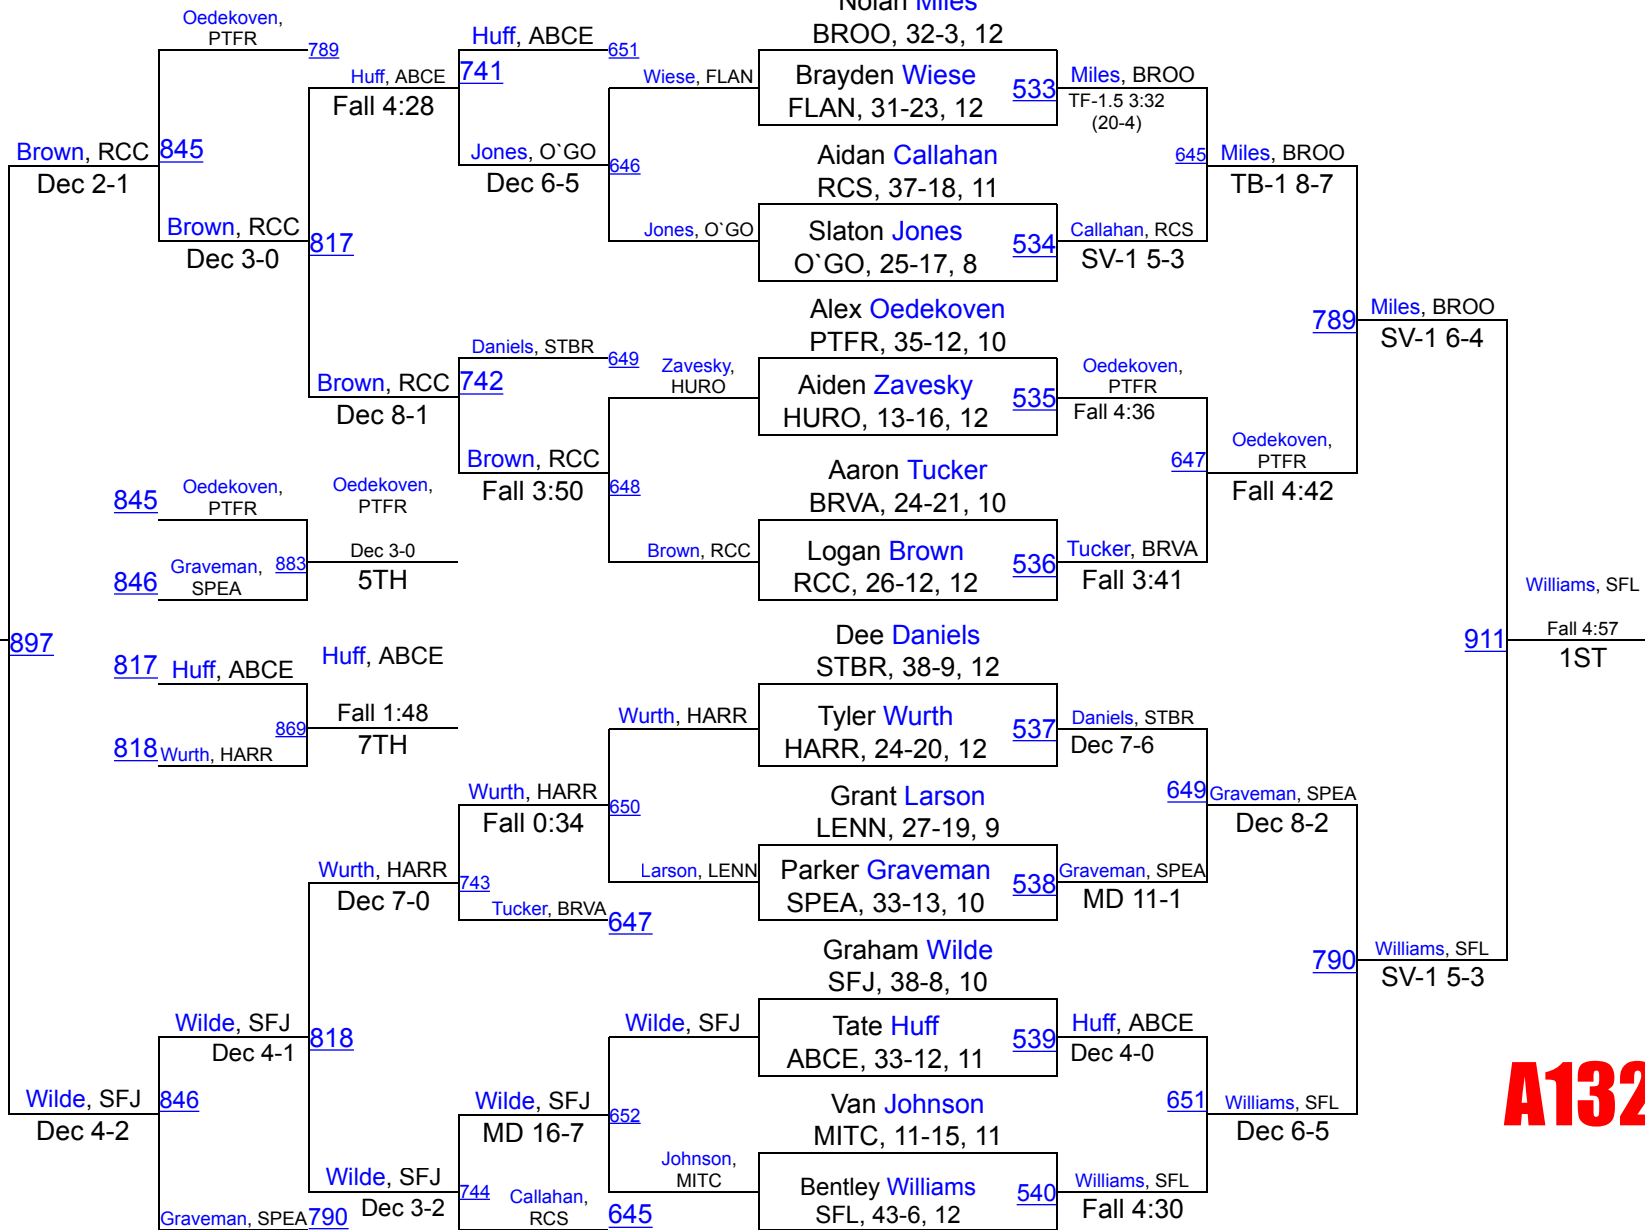 Oedekoven,
PTFR
789
Huff, ABCE
Fall 4:28
Huff, ABCE
741
651
Brown, RCC
Dec 2-1
845
Brown, RCC
Dec 3-0
817
Jones, O`GO
Dec 6-5
646
Wiese, FLAN
Jones, O`GO
Daniels, STBR
649
Brown, RCC
Dec 8-1
742
Zavesky,
HURO
Brown, RCC
Fall 3:50
648
Brown, RCC
845
Oedekoven,
PTFR
Oedekoven,
PTFR
846
Graveman,
SPEA
883
Dec 3-0
5TH
897
817
Huff, ABCE
Huff, ABCE
818
Wurth, HARR
869
Fall 1:48
7TH
Wurth, HARR
Wurth, HARR
Fall 0:34
650
Larson, LENN
Wurth, HARR
Dec 7-0
743
Tucker, BRVA
647
Wilde, SFJ
Dec 4-1
818
Wilde, SFJ
Dec 4-2
846
Wilde, SFJ
Wilde, SFJ
MD 16-7
652
Johnson,
MITC
Wilde, SFJ
Dec 3-2
744
Callahan,
RCS
645
Graveman, SPEA
790
Nolan Miles
BROO, 32-3, 12
Brayden Wiese
FLAN, 31-23, 12
533
Aidan Callahan
RCS, 37-18, 11
Slaton Jones
O`GO, 25-17, 8
534
Alex Oedekoven
PTFR, 35-12, 10
Aiden Zavesky
HURO, 13-16, 12
535
Aaron Tucker
BRVA, 24-21, 10
Logan Brown
RCC, 26-12, 12
536
Dee Daniels
STBR, 38-9, 12
Tyler Wurth
HARR, 24-20, 12
537
Grant Larson
LENN, 27-19, 9
Parker Graveman
SPEA, 33-13, 10
538
Graham Wilde
SFJ, 38-8, 10
Tate Huff
ABCE, 33-12, 11
539
Van Johnson
MITC, 11-15, 11
Bentley Williams
SFL, 43-6, 12
540
Miles, BROO
TF-1.5 3:32
(20-4)
645
Miles, BROO
TB-1 8-7
Callahan, RCS
SV-1 5-3
789
Miles, BROO
SV-1 6-4
Oedekoven,
PTFR
Fall 4:36
647
Oedekoven,
PTFR
Fall 4:42
Tucker, BRVA
Fall 3:41
911
Williams, SFL
Fall 4:57
1ST
Daniels, STBR
Dec 7-6
649
Graveman, SPEA
Dec 8-2
Graveman, SPEA
MD 11-1
790
Williams, SFL
SV-1 5-3
Huff, ABCE
Dec 4-0
651
Williams, SFL
Dec 6-5
Williams, SFL
Fall 4:30
A132